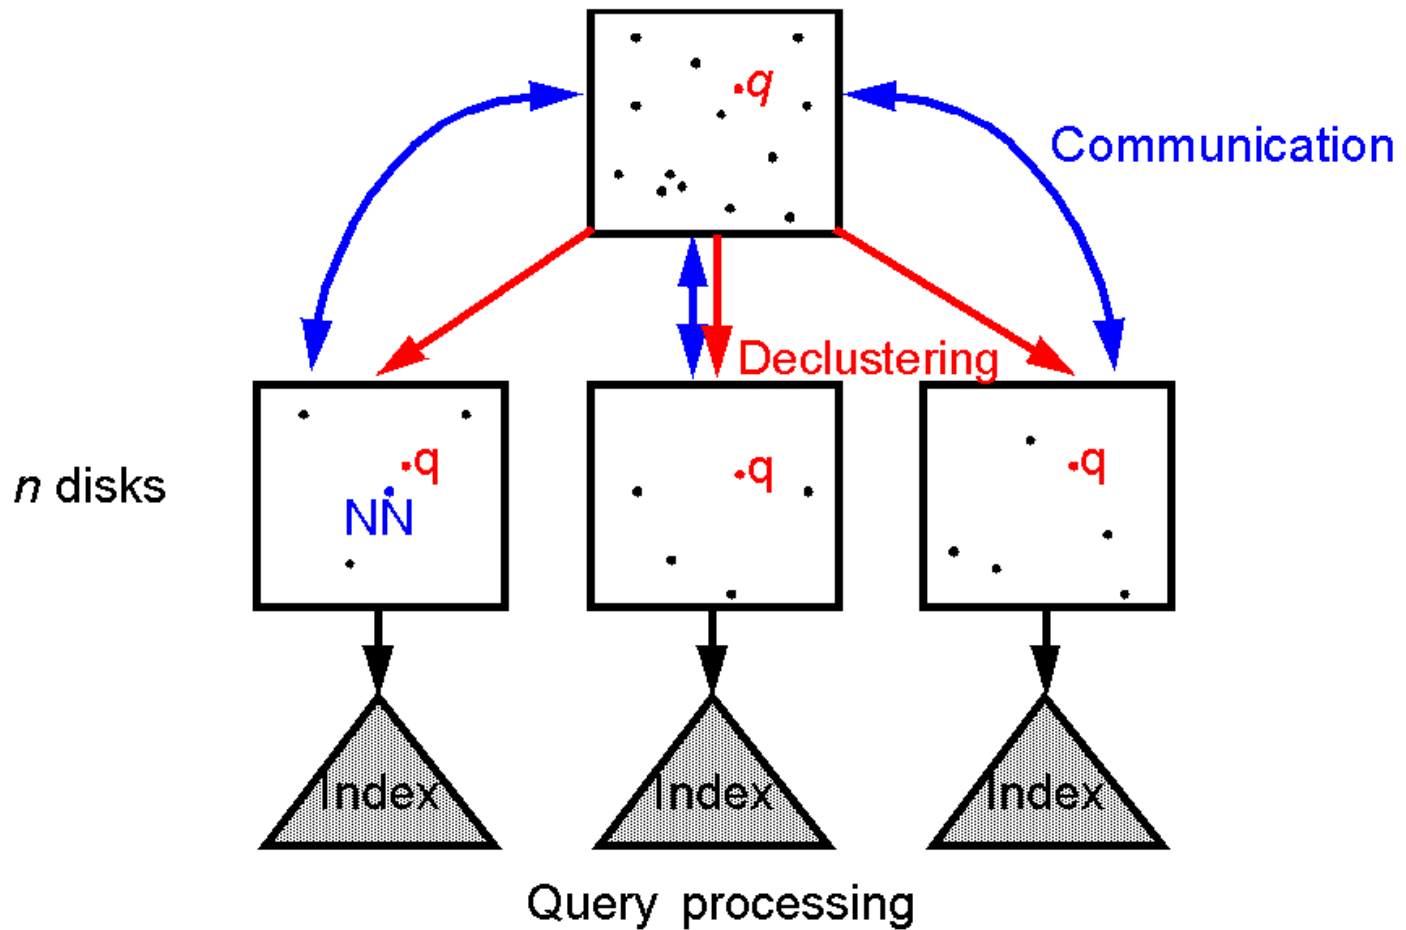 q
Communication
Declustering
n disks
q
NN
q
q
Index
Index
Index
Query processing